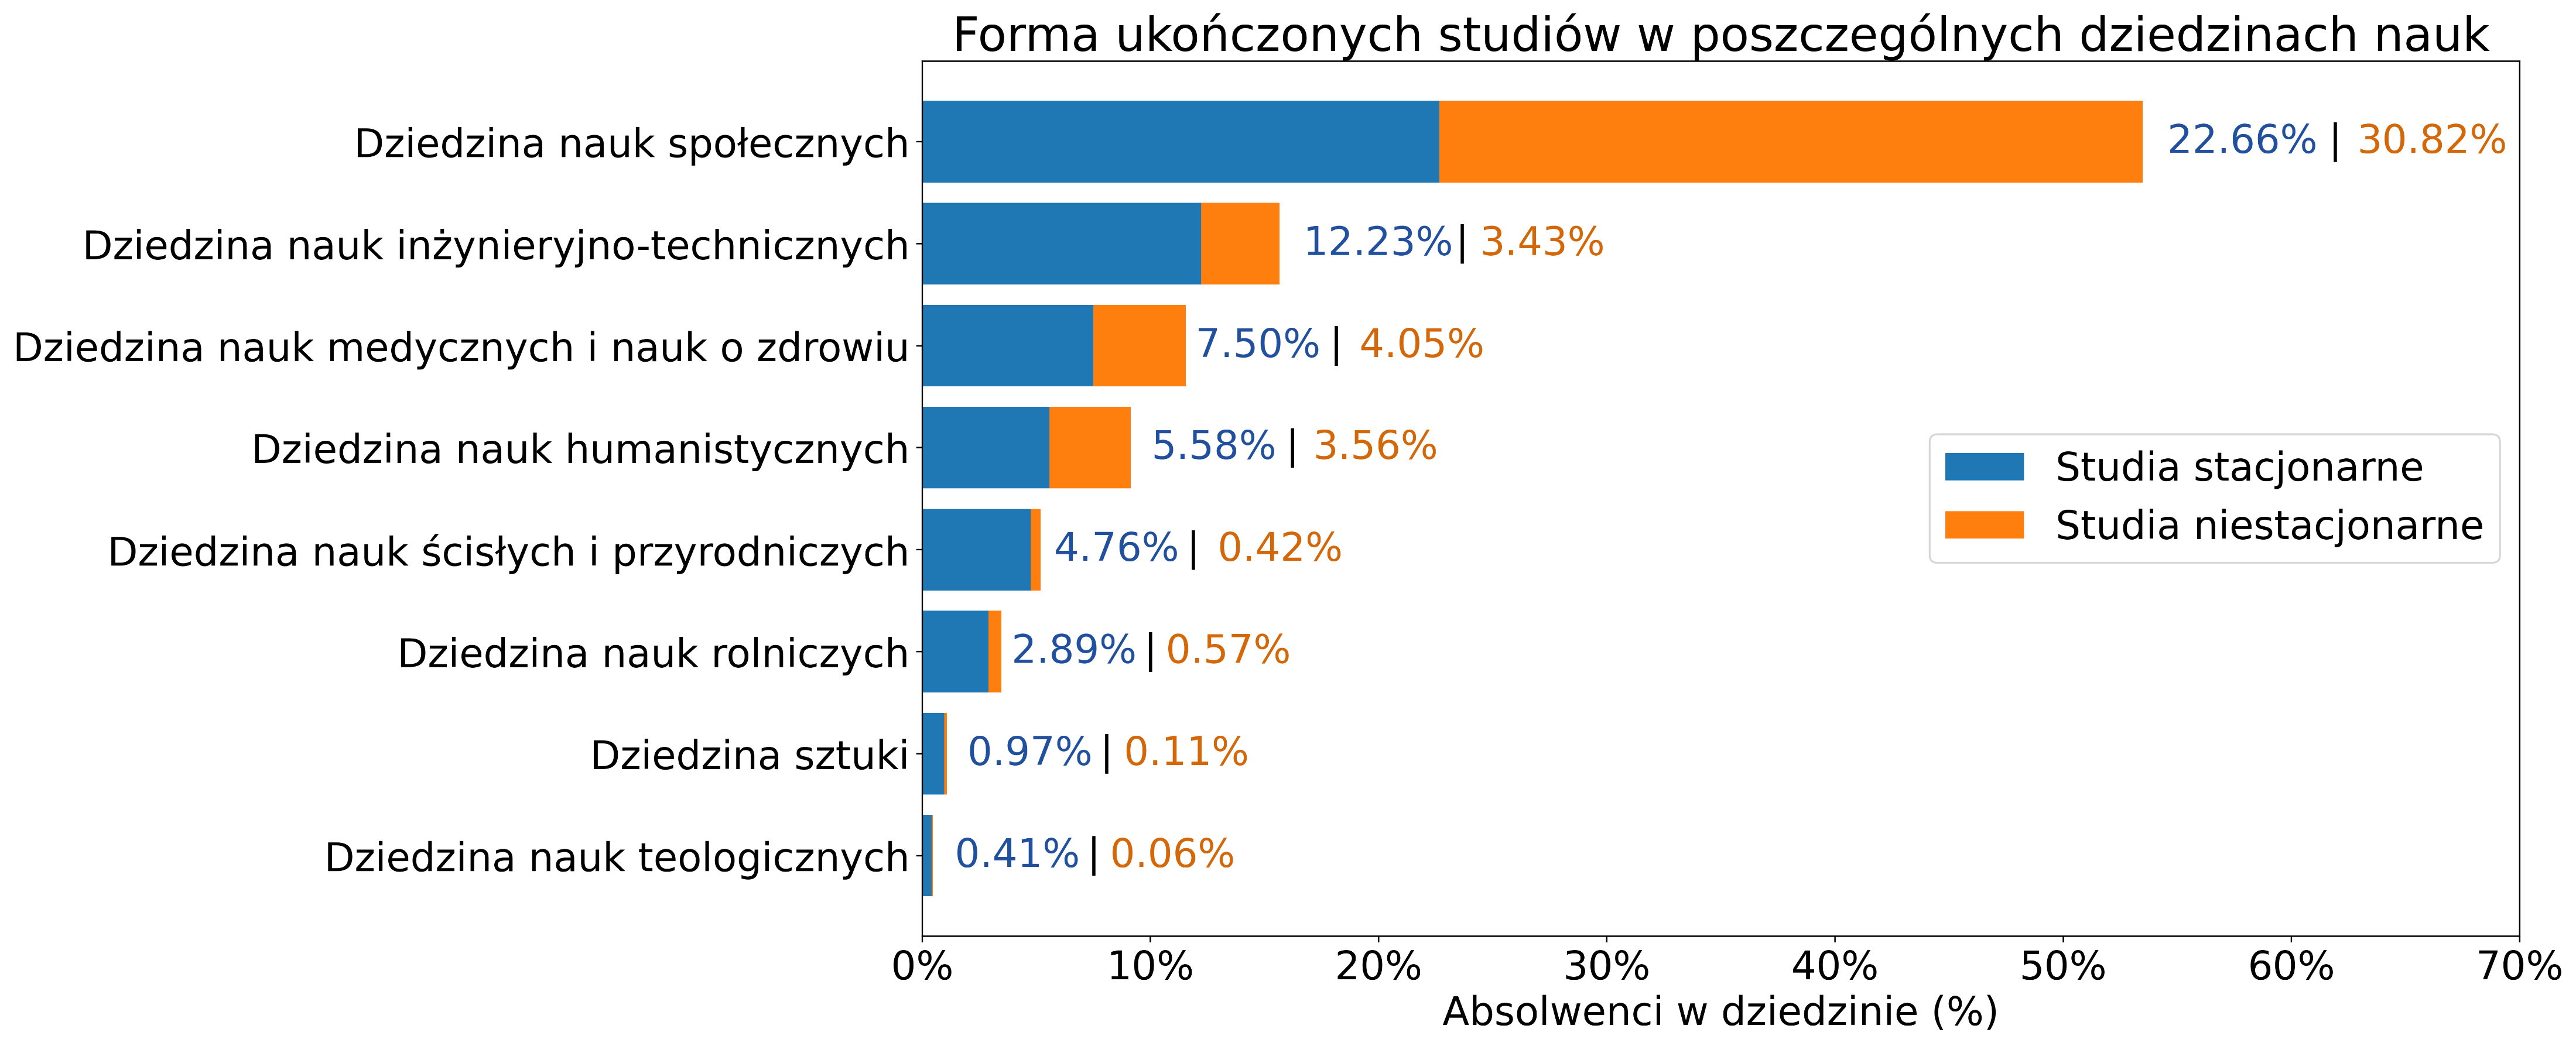 Forma ukończonych studiów w poszczególnych dziedzinach nauk
Dziedzina nauk społecznych 22.66% | 30.82%
Dziedzina nauk inżynieryjno-technicznych 12.23% | 3.43%
Dziedzina nauk medycznych i nauk o zdrowiu 7.50% | 4.05%
Dziedzina nauk humanistycznych 5.58% | 3.56%
Dziedzina nauk ścisłych i przyrodniczych 4.76% | 0.42%
Dziedzina nauk rolniczych 2.89% | 0.57%
Dziedzina sztuki 0.97% | 0.11%
Dziedzina nauk teologicznych 0.41% | 0.06%
Studia stacjonarne
Studia niestacjonarne
0% 10% 20% 30% 40% 50% 60% 70%
Absolwenci w dziedzinie (%)